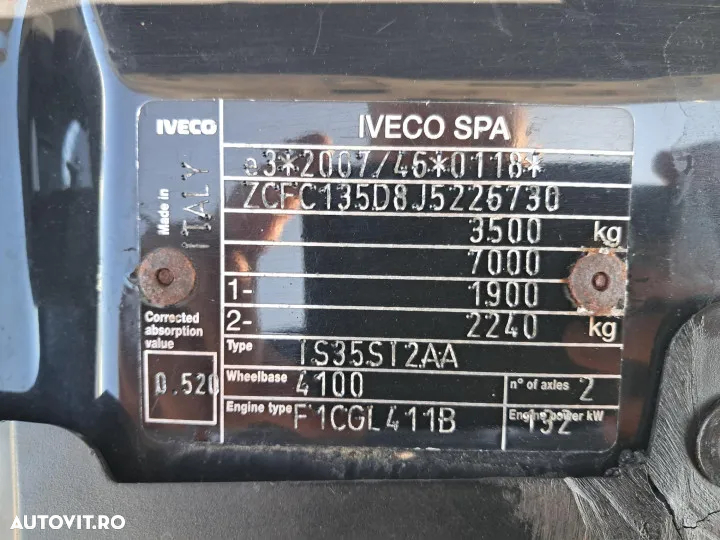 IVECO IVECO SPA
e3*2007/46*0118*
ZCFC135D8J5226730
Made in ITALY
3500 kg
7000
1- 1900
2- 2240 kg
Corrected absorption value
0.520
Type IS35SI2AA
Wheelbase 4100 n° of axles 2
Engine type F1CGL411B Engine power kW 132
AUTOVIT.RO